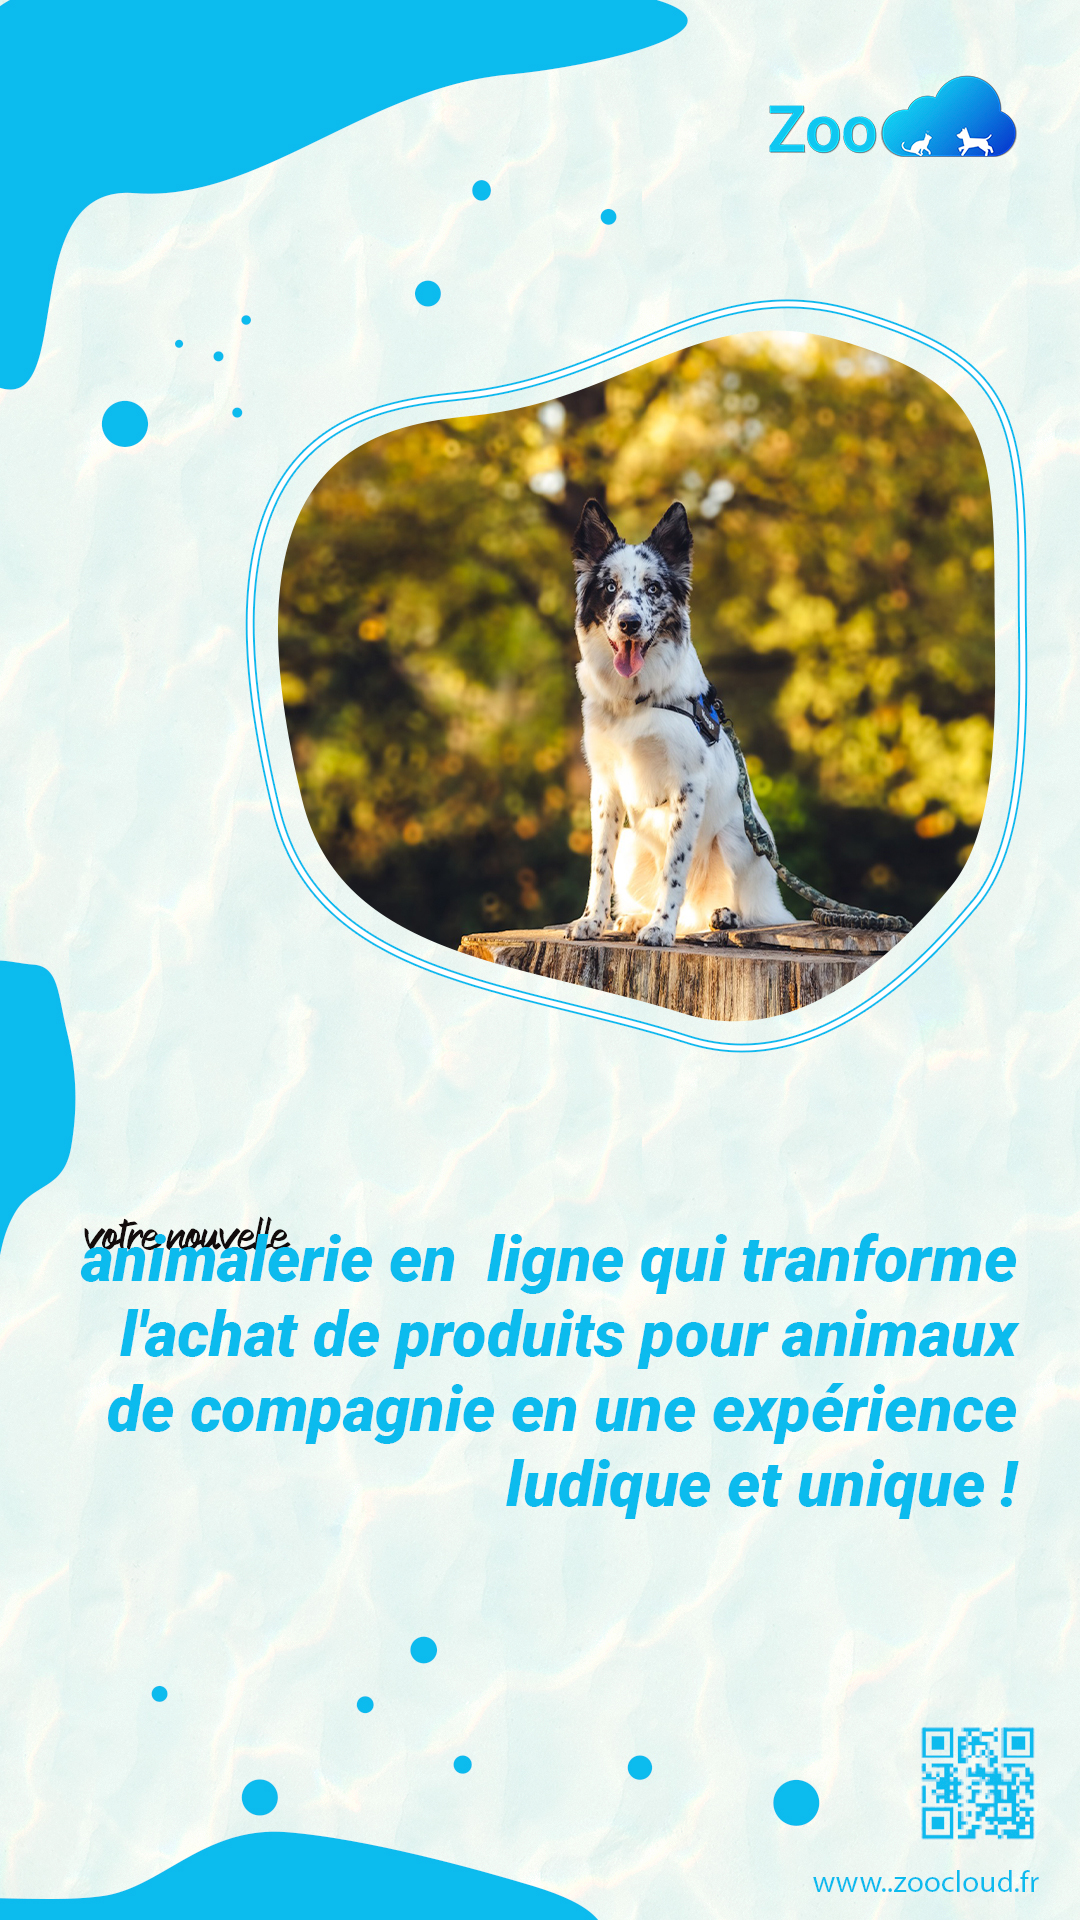 Zoo
votre nouvelle
animalerie en  ligne qui tranforme
l'achat de produits pour animaux
de compagnie en une expérience
ludique et unique !
www..zoocloud.fr